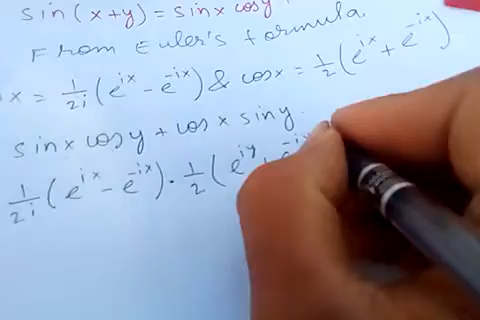 sin(x+y)=sinx cosy
From Euler's formula
x = 1/2i (e^ix - e^-ix) & cosx = 1/2 (e^ix + e^-ix)
sinx cosy + cosx siny
1/2i (e^ix - e^-ix) · 1/2 (e^iy + e^-ix